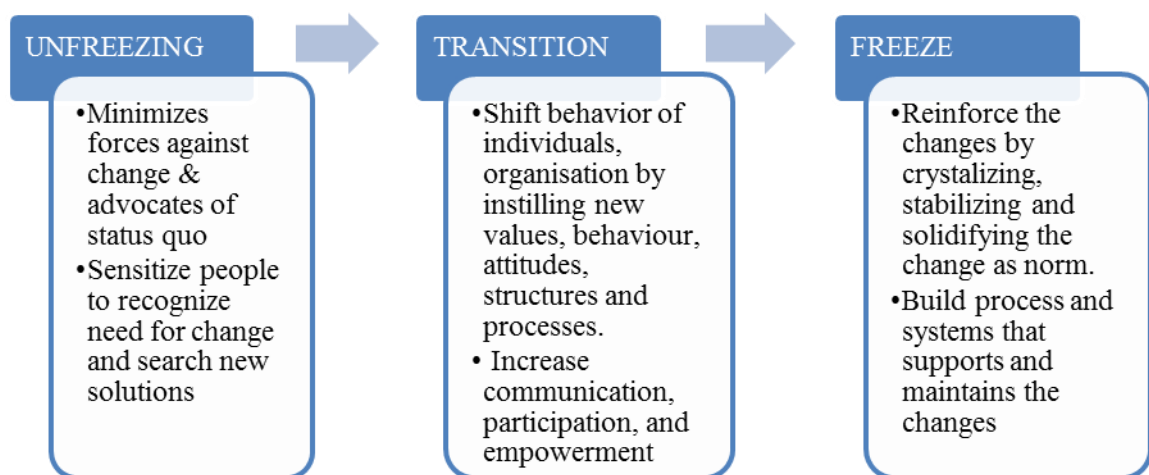 UNFREEZING
•Minimizes
forces against
change &
advocates of
status quo
•Sensitize people
to recognize
need for change
and search new
solutions
TRANSITION
•Shift behavior of
individuals,
organisation by
instilling new
values, behaviour,
attitudes,
structures and
processes.
• Increase
communication,
participation, and
empowerment
FREEZE
•Reinforce the
changes by
crystalizing,
stabilizing and
solidifying the
change as norm.
•Build process and
systems that
supports and
maintains the
changes